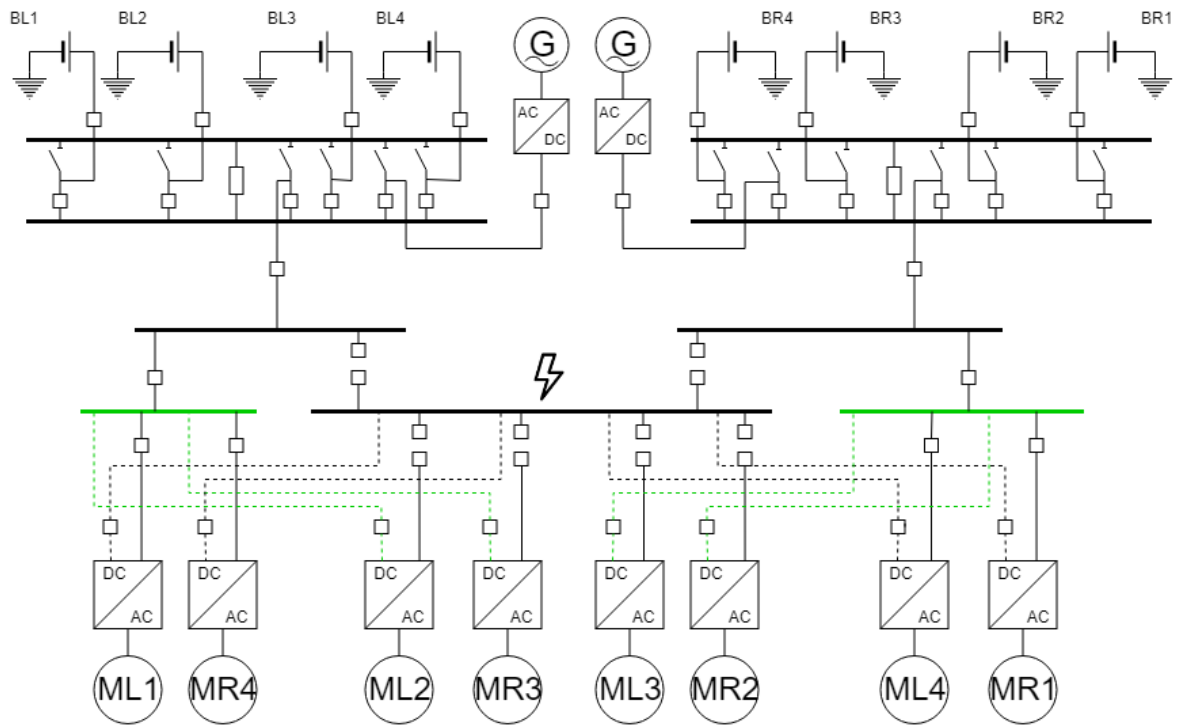 BL1 BL2 BL3 BL4 BR4 BR3 BR2 BR1
G G
AC AC
DC DC
DC DC DC DC DC DC DC DC
AC AC AC AC AC AC AC AC
ML1 MR4 ML2 MR3 ML3 MR2 ML4 MR1